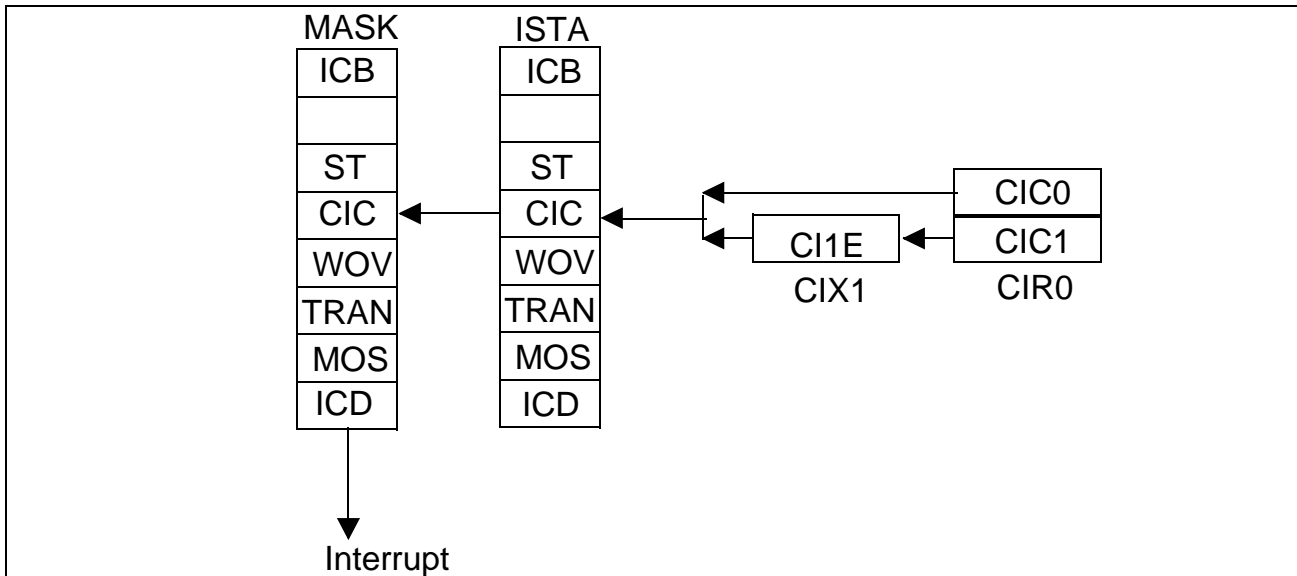 MASK
ICB
ST
CIC
WOV
TRAN
MOS
ICD
Interrupt
ISTA
ICB
ST
CIC
WOV
TRAN
MOS
ICD
CI1E
CIX1
CIC0
CIC1
CIR0